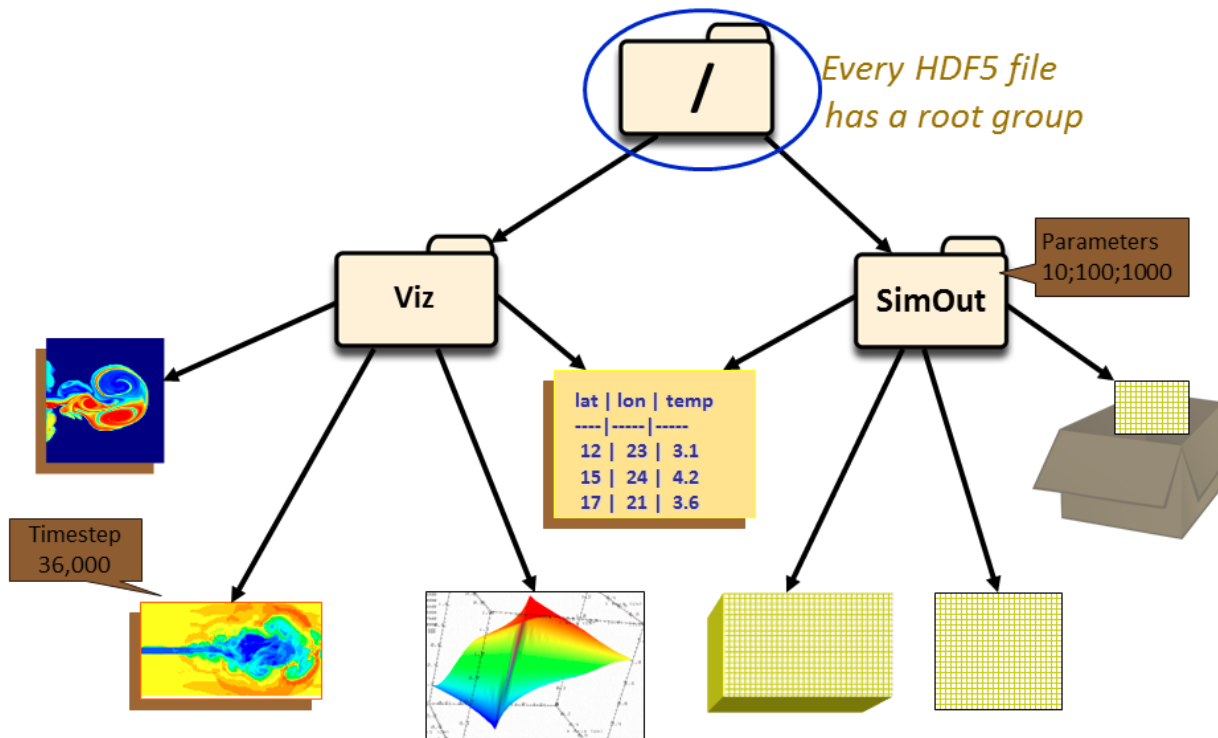 /
Every HDF5 file
has a root group
Parameters
10;100;1000
Viz
SimOut
lat | lon | temp
----|-----|-----
12 | 23 | 3.1
15 | 24 | 4.2
17 | 21 | 3.6
Timestep
36,000